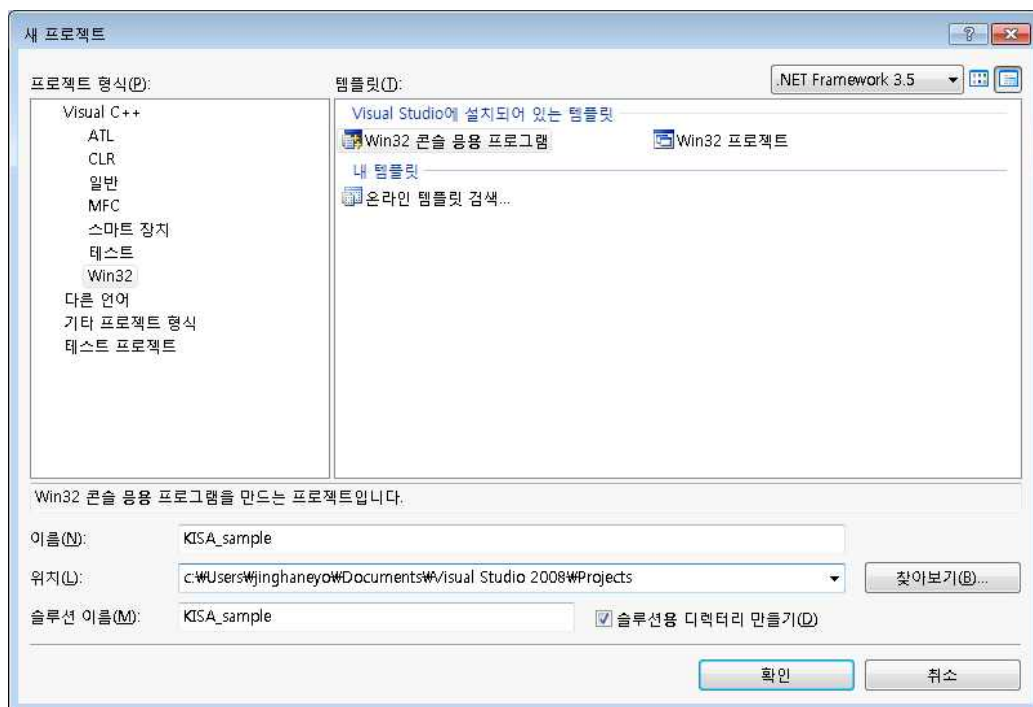 새 프로젝트
프로젝트 형식(P):
템플릿(T):
.NET Framework 3.5
Visual C++
ATL
CLR
일반
MFC
스마트 장치
테스트
Win32
다른 언어
기타 프로젝트 형식
테스트 프로젝트
Visual Studio에 설치되어 있는 템플릿
Win32 콘솔 응용 프로그램
Win32 프로젝트
내 템플릿
온라인 템플릿 검색...
Win32 콘솔 응용 프로그램을 만드는 프로젝트입니다.
이름(N):
KISA_sample
위치(L):
c:₩Users₩jinghaneyo₩Documents₩Visual Studio 2008₩Projects
찾아보기(B)...
솔루션 이름(M):
KISA_sample
솔루션용 디렉터리 만들기(D)
확인
취소